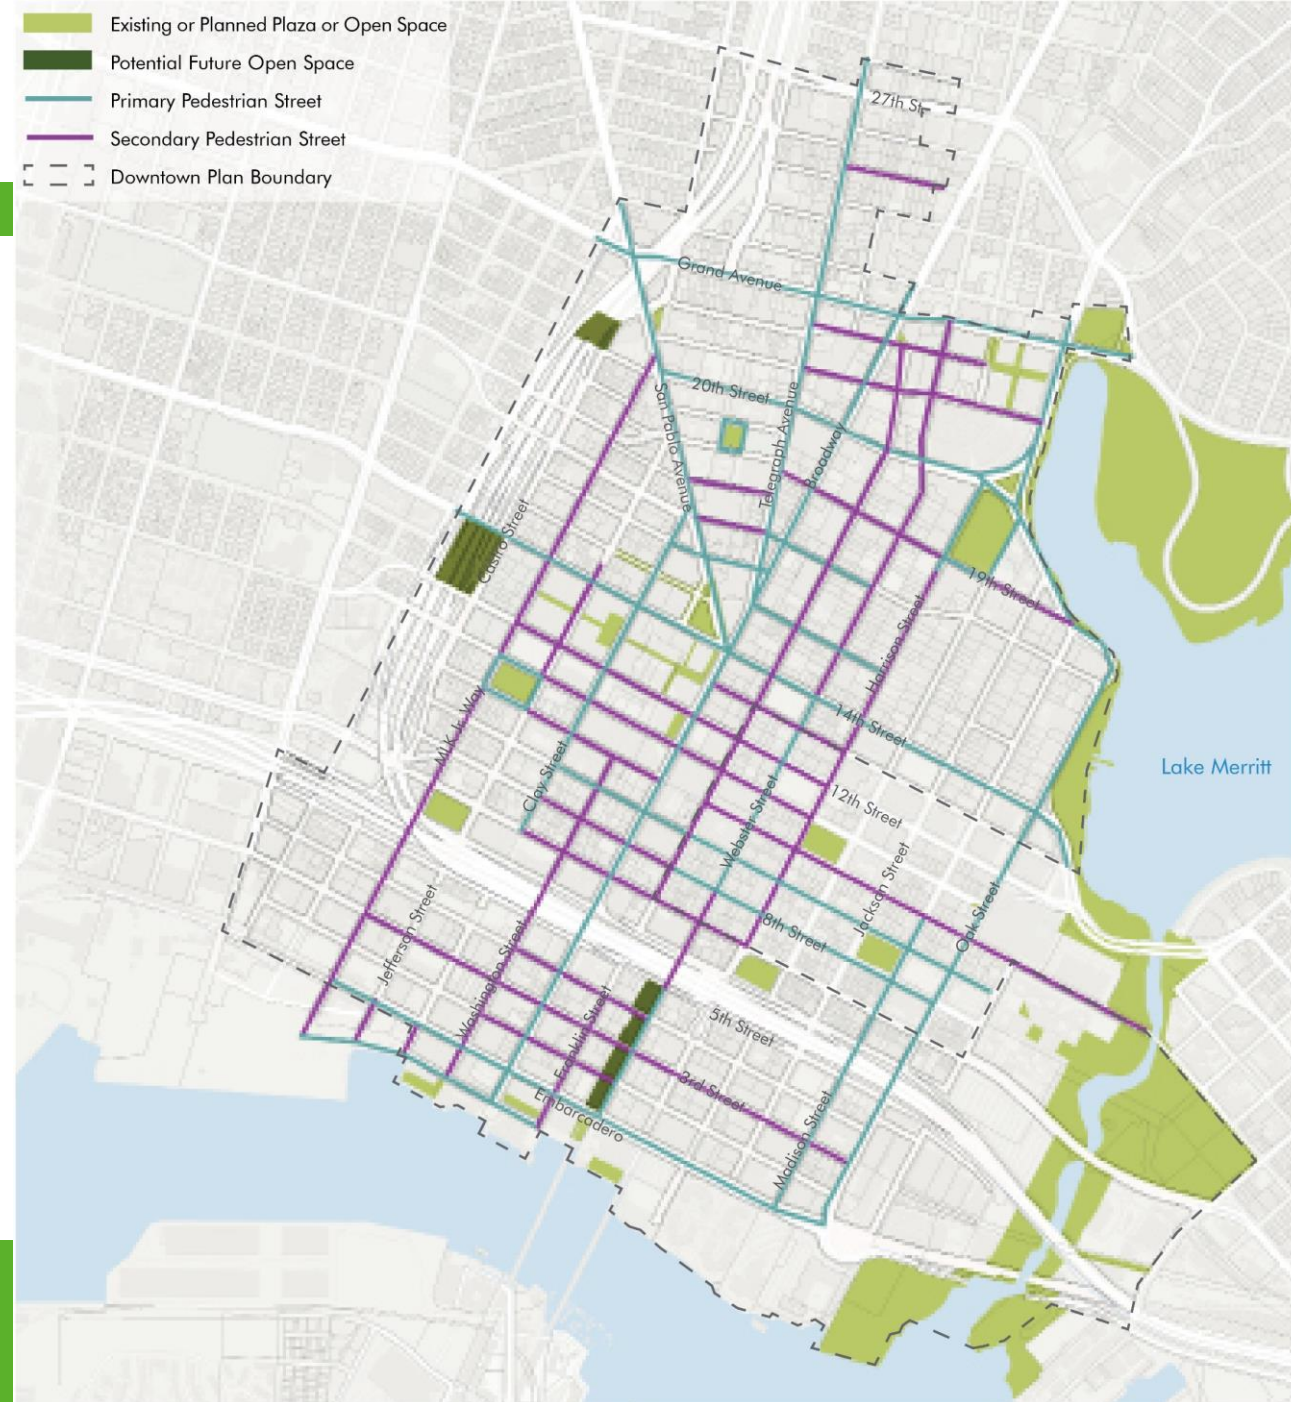 Existing or Planned Plaza or Open Space
Potential Future Open Space
Primary Pedestrian Street
Secondary Pedestrian Street
Downtown Plan Boundary
27th St
Grand Avenue
20th Street
San Pablo Avenue
Telegraph Avenue
Broadway
Castro Street
19th Street
Harrison Street
14th Street
MLK Jr. Way
Clay Street
Lake Merritt
12th Street
Webster Street
Jackson Street
Oak Street
8th Street
Jefferson Street
Washington Street
Franklin Street
5th Street
3rd Street
Embarcadero
Madison Street